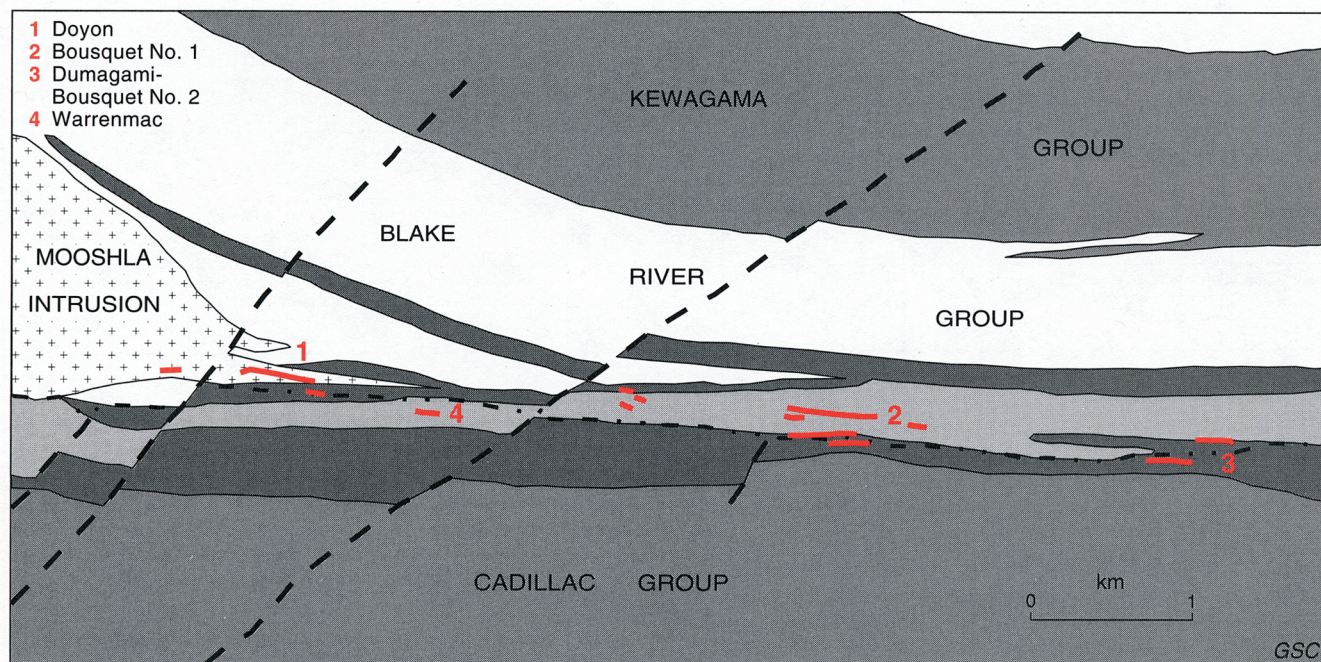 1 Doyon
2 Bousquet No. 1
3 Dumagami-
Bousquet No. 2
4 Warrenmac
KEWAGAMA
GROUP
BLAKE
RIVER
GROUP
MOOSHLA
INTRUSION
1
4
2
3
CADILLAC GROUP
km
0 1
GSC